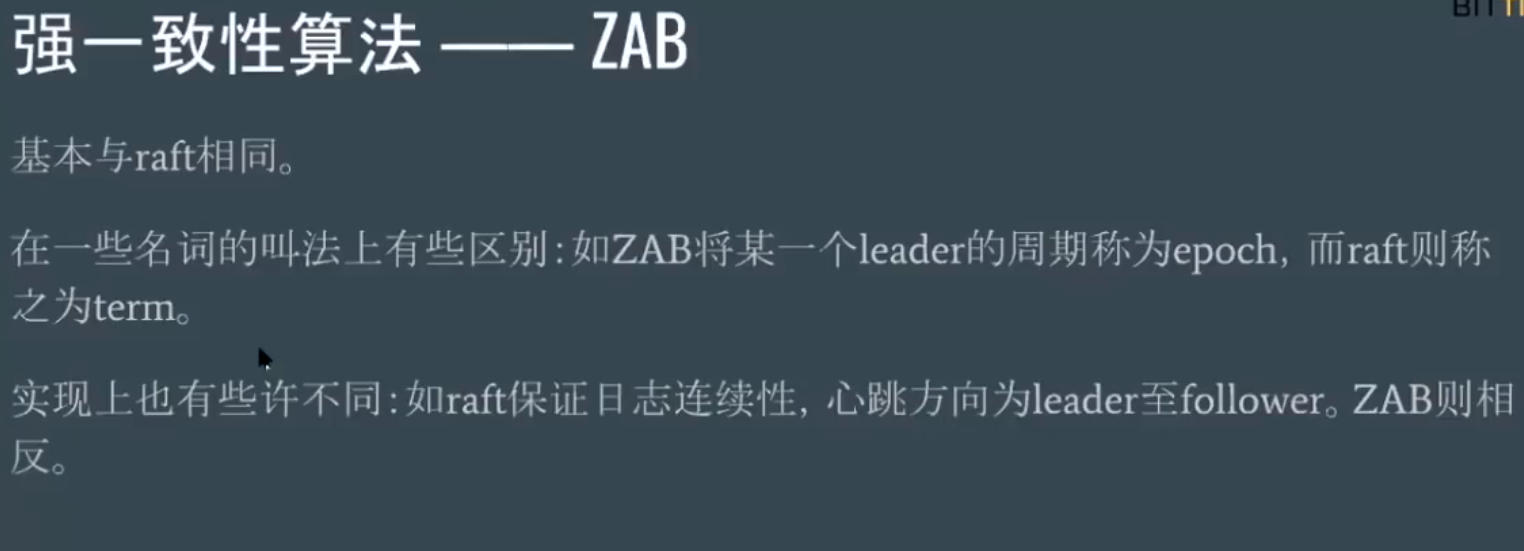 强一致性算法 —— ZAB
基本与raft相同。
在一些名词的叫法上有些区别:如ZAB将某一个leader的周期称为epoch, 而raft则称
之为term。
实现上也有些许不同:如raft保证日志连续性, 心跳方向为leader至follower。ZAB则相
反。